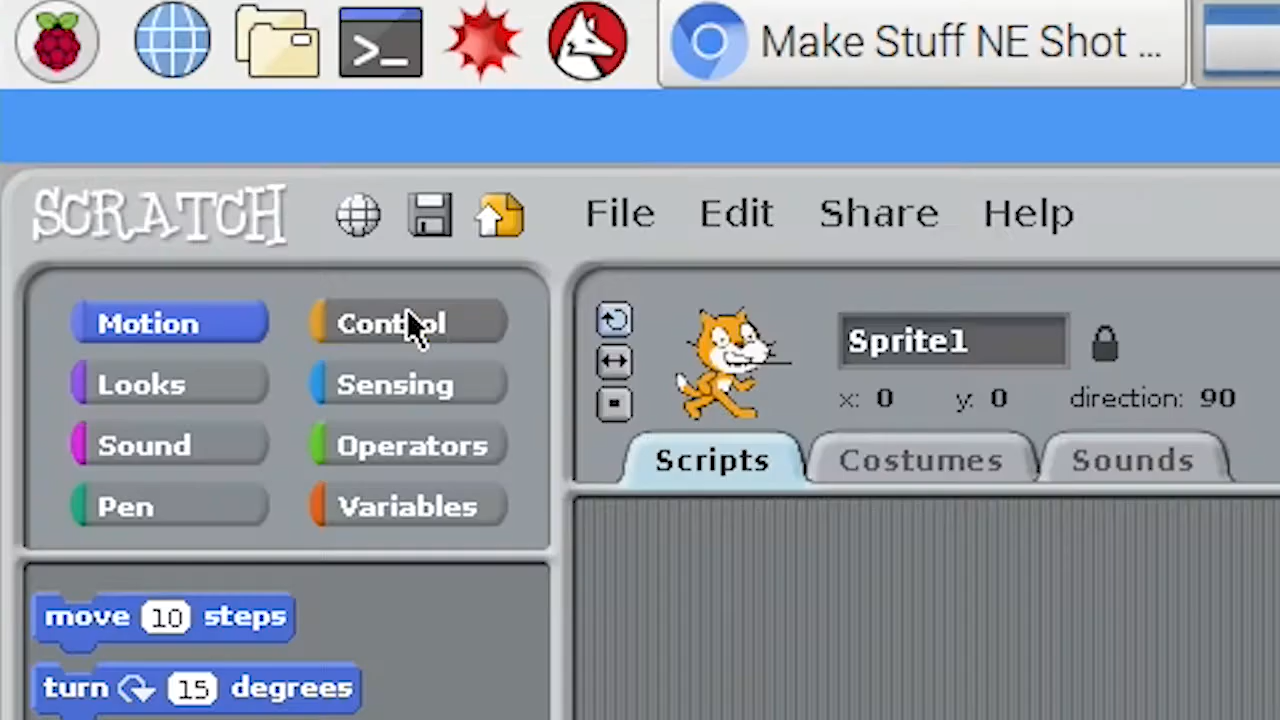 >_
Make Stuff NE Shot ...
SCRATCH
File Edit Share Help
Motion
Control
Looks
Sensing
Sound
Operators
Pen
Variables
Sprite1
x: 0 y: 0 direction: 90
Scripts Costumes Sounds
move 10 steps
turn 15 degrees